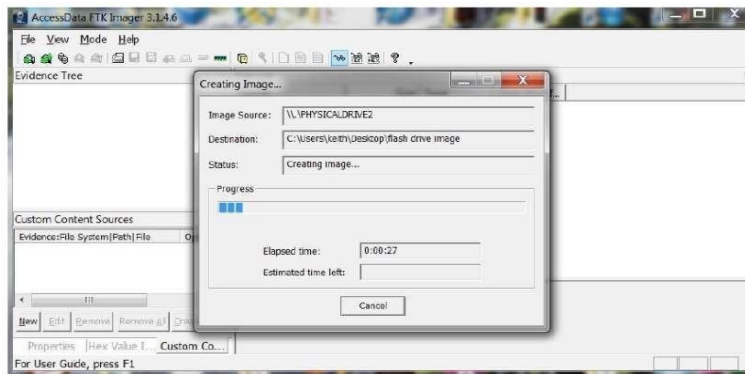 AccessData FTK Imager 3.1.4.6
File View Mode Help
Evidence Tree
Creating Image...
Image Source: \\.\PHYSICALDRIVE2
Destination: C:\Users\keith\Desktop\flash drive image
Status: Creating image...
Progress
Elapsed time: 0:00:27
Estimated time left:
Cancel
Custom Content Sources
Evidence:File System|Path|File
New Edit Remove Remove All
Properties Hex Value I... Custom Co...
For User Guide, press F1